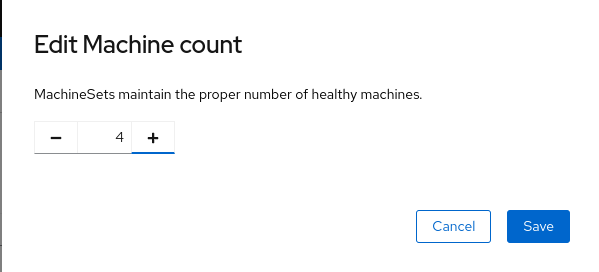 Edit Machine count
MachineSets maintain the proper number of healthy machines.
− 4 +
Cancel Save